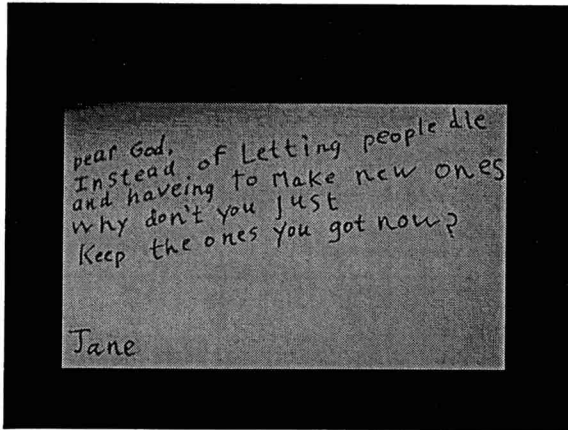 Dear God,
Instead of Letting people die
and haveing to Make new ones
why don't you just
Keep the ones you got now?
Jane